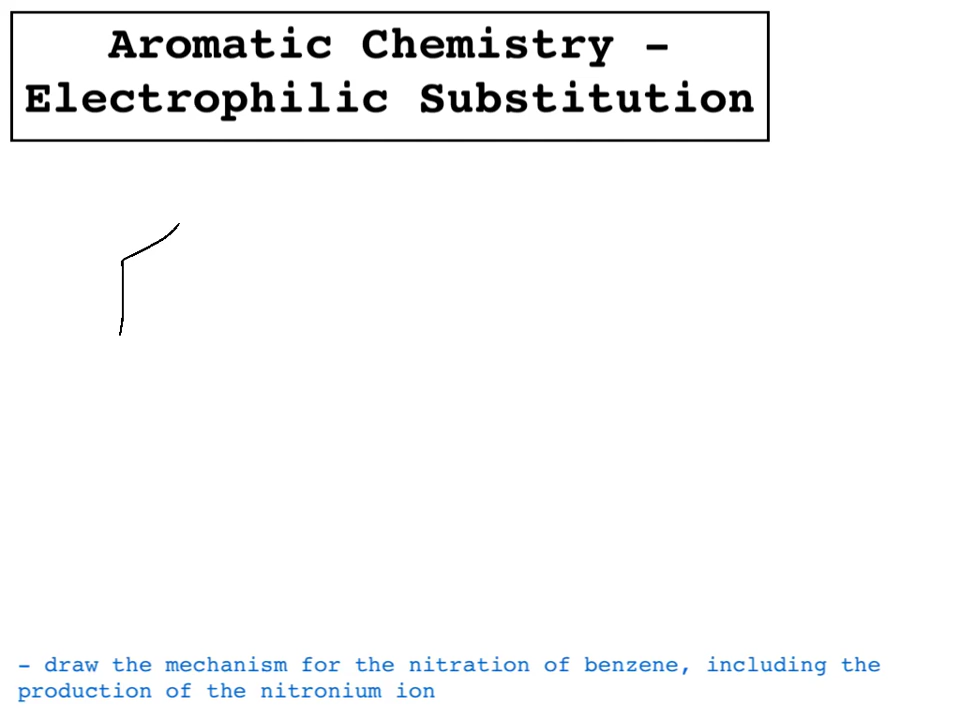 Aromatic Chemistry –
Electrophilic Substitution
– draw the mechanism for the nitration of benzene, including the
production of the nitronium ion